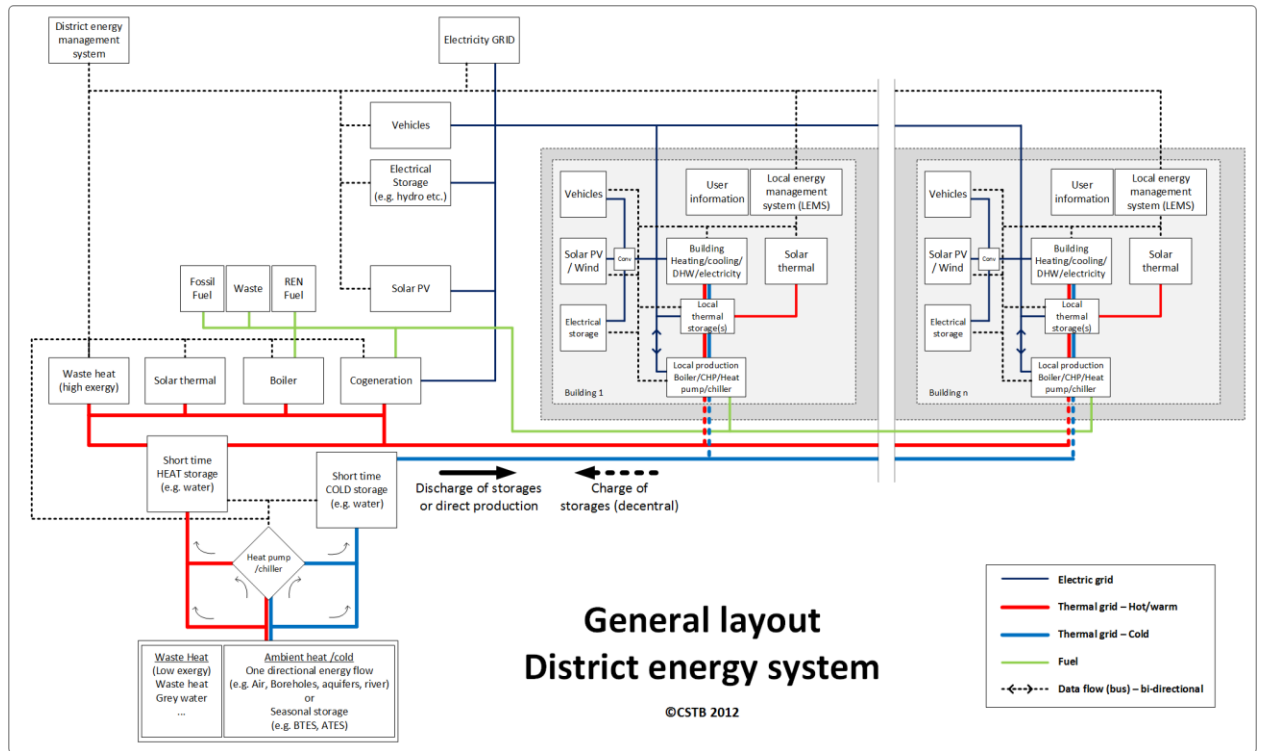 District energy
management
system
Electricity GRID
Vehicles
Electrical
Storage
(e.g. hydro etc.)
Solar PV
Fossil
Fuel
Waste
REN
Fuel
Waste heat
(high exergy)
Solar thermal
Boiler
Cogeneration
Short time
HEAT storage
(e.g. water)
Short time
COLD storage
(e.g. water)
Heat pump
/chiller
Waste Heat
(Low exergy)
Waste heat
Grey water
...
Ambient heat /cold
One directional energy flow
(e.g. Air, Boreholes, aquifers, river)
or
Seasonal storage
(e.g. BTES, ATES)
Vehicles
User
information
Local energy
management
system (LEMS)
Solar PV
/ Wind
Conv
Building
Heating/cooling/
DHW/electricity
Solar
thermal
Electrical
storage
Local
thermal
storage(s)
Local production
Boiler/CHP/Heat
pump/chiller
Building 1
Vehicles
User
information
Local energy
management
system (LEMS)
Solar PV
/ Wind
Conv
Building
Heating/cooling/
DHW/electricity
Solar
thermal
Electrical
storage
Local
thermal
storage(s)
Local production
Boiler/CHP/Heat
pump/chiller
Building n
Discharge of storages
or direct production
Charge of
storages (decentral)
General layout
District energy system
©CSTB 2012
Electric grid
Thermal grid – Hot/warm
Thermal grid – Cold
Fuel
Data flow (bus) – bi-directional